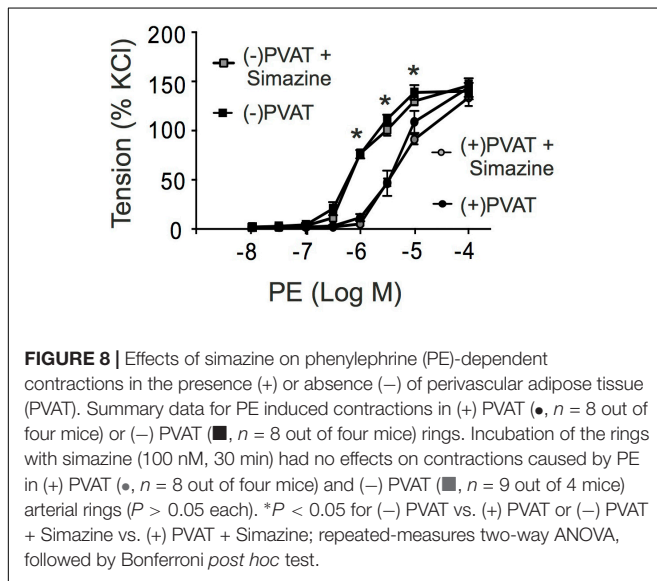 200
150
100
50
0
Tension (% KCl)
(-)PVAT +
Simazine
(-)PVAT
*
*
*
(+)PVAT +
Simazine
(+)PVAT
-8 -7 -6 -5 -4
PE (Log M)
FIGURE 8 | Effects of simazine on phenylephrine (PE)-dependent
contractions in the presence (+) or absence (−) of perivascular adipose tissue
(PVAT). Summary data for PE induced contractions in (+) PVAT (●, n = 8 out of
four mice) or (−) PVAT (■, n = 8 out of four mice) rings. Incubation of the rings
with simazine (100 nM, 30 min) had no effects on contractions caused by PE
in (+) PVAT (●, n = 8 out of four mice) and (−) PVAT (■, n = 9 out of 4 mice)
arterial rings (P > 0.05 each). *P < 0.05 for (−) PVAT vs. (+) PVAT or (−) PVAT
+ Simazine vs. (+) PVAT + Simazine; repeated-measures two-way ANOVA,
followed by Bonferroni post hoc test.